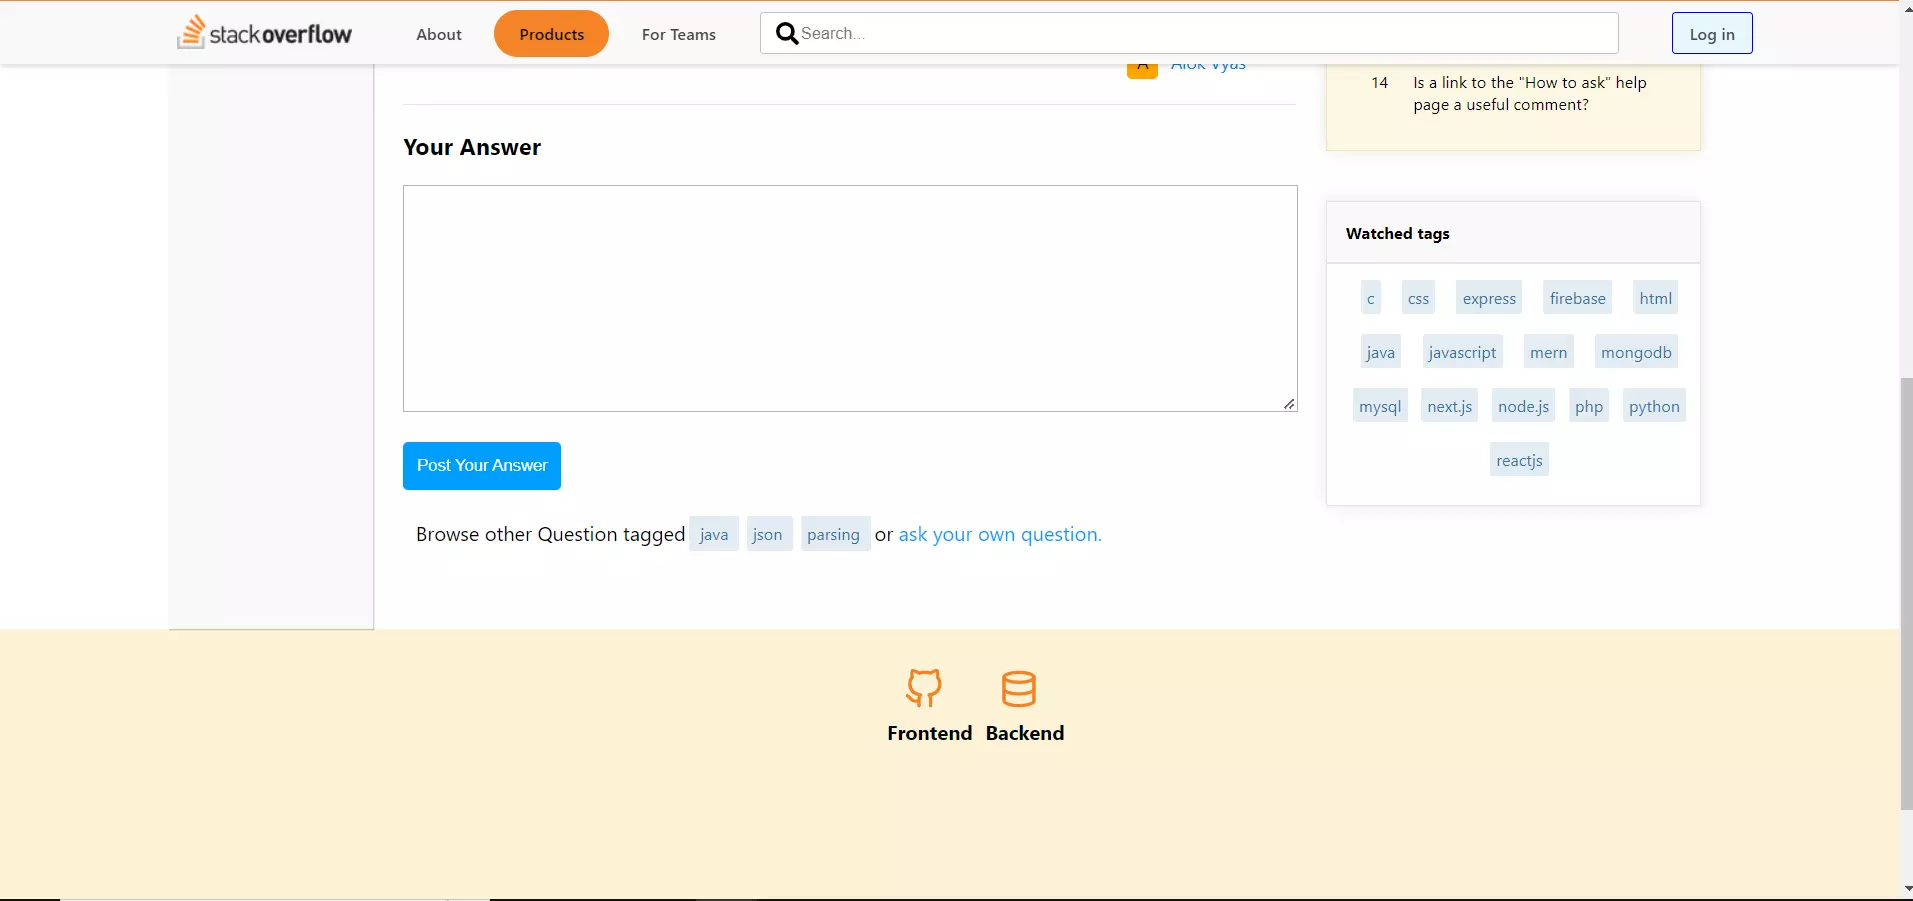 stackoverflow
About Products For Teams Search... Log in
Alok Vyas
A
Your Answer
Post Your Answer
Browse other Question tagged java json parsing or ask your own question.
14 Is a link to the "How to ask" help
page a useful comment?
Watched tags
c css express firebase html
java javascript mern mongodb
mysql next.js node.js php python
reactjs
Frontend Backend